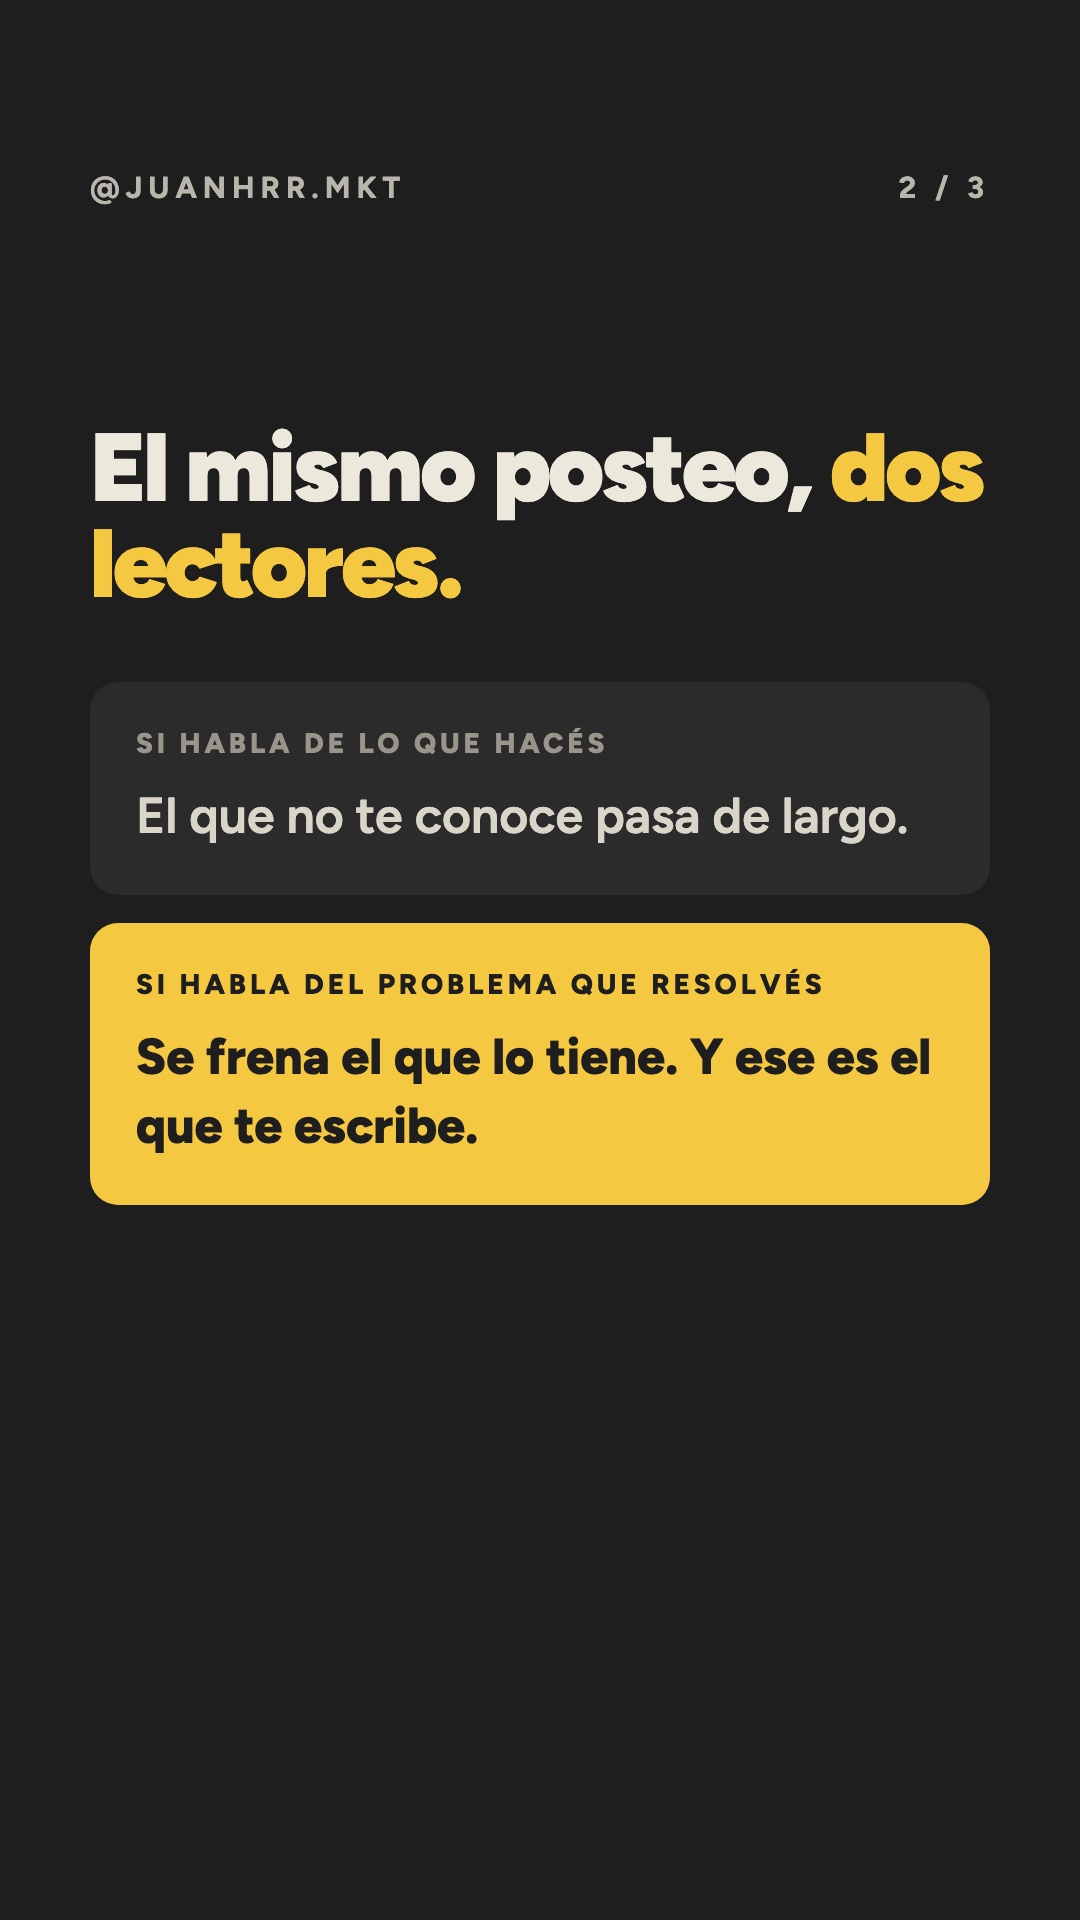 @JUANHRR.MKT
2 / 3
El mismo posteo, dos
lectores.
SI HABLA DE LO QUE HACÉS
El que no te conoce pasa de largo.
SI HABLA DEL PROBLEMA QUE RESOLVÉS
Se frena el que lo tiene. Y ese es el
que te escribe.